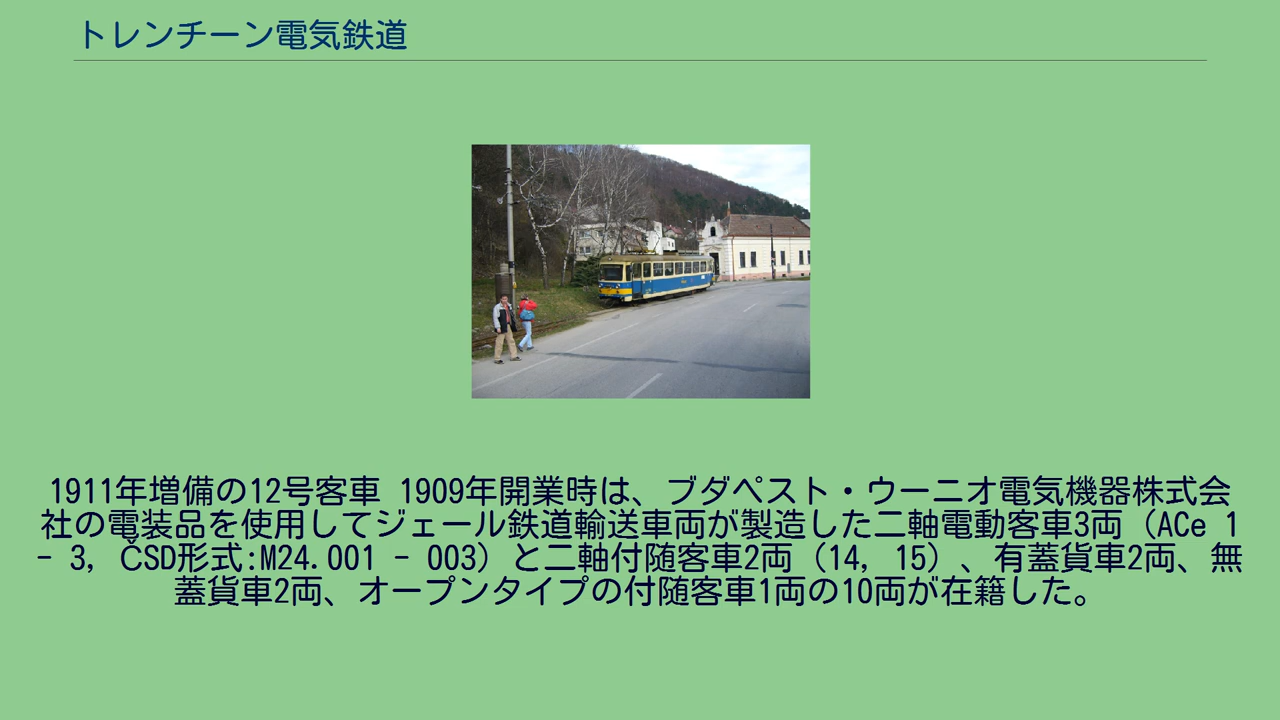 トレンチーン電気鉄道
1911年増備の12号客車 1909年開業時は、ブダペスト・ウーニオ電気機器株式会
社の電装品を使用してジェール鉄道輸送車両が製造した二軸電動客車3両（ACe 1
- 3, ČSD形式:M24.001 - 003）と二軸付随客車2両（14, 15）、有蓋貨車2両、無
蓋貨車2両、オープンタイプの付随客車1両の10両が在籍した。